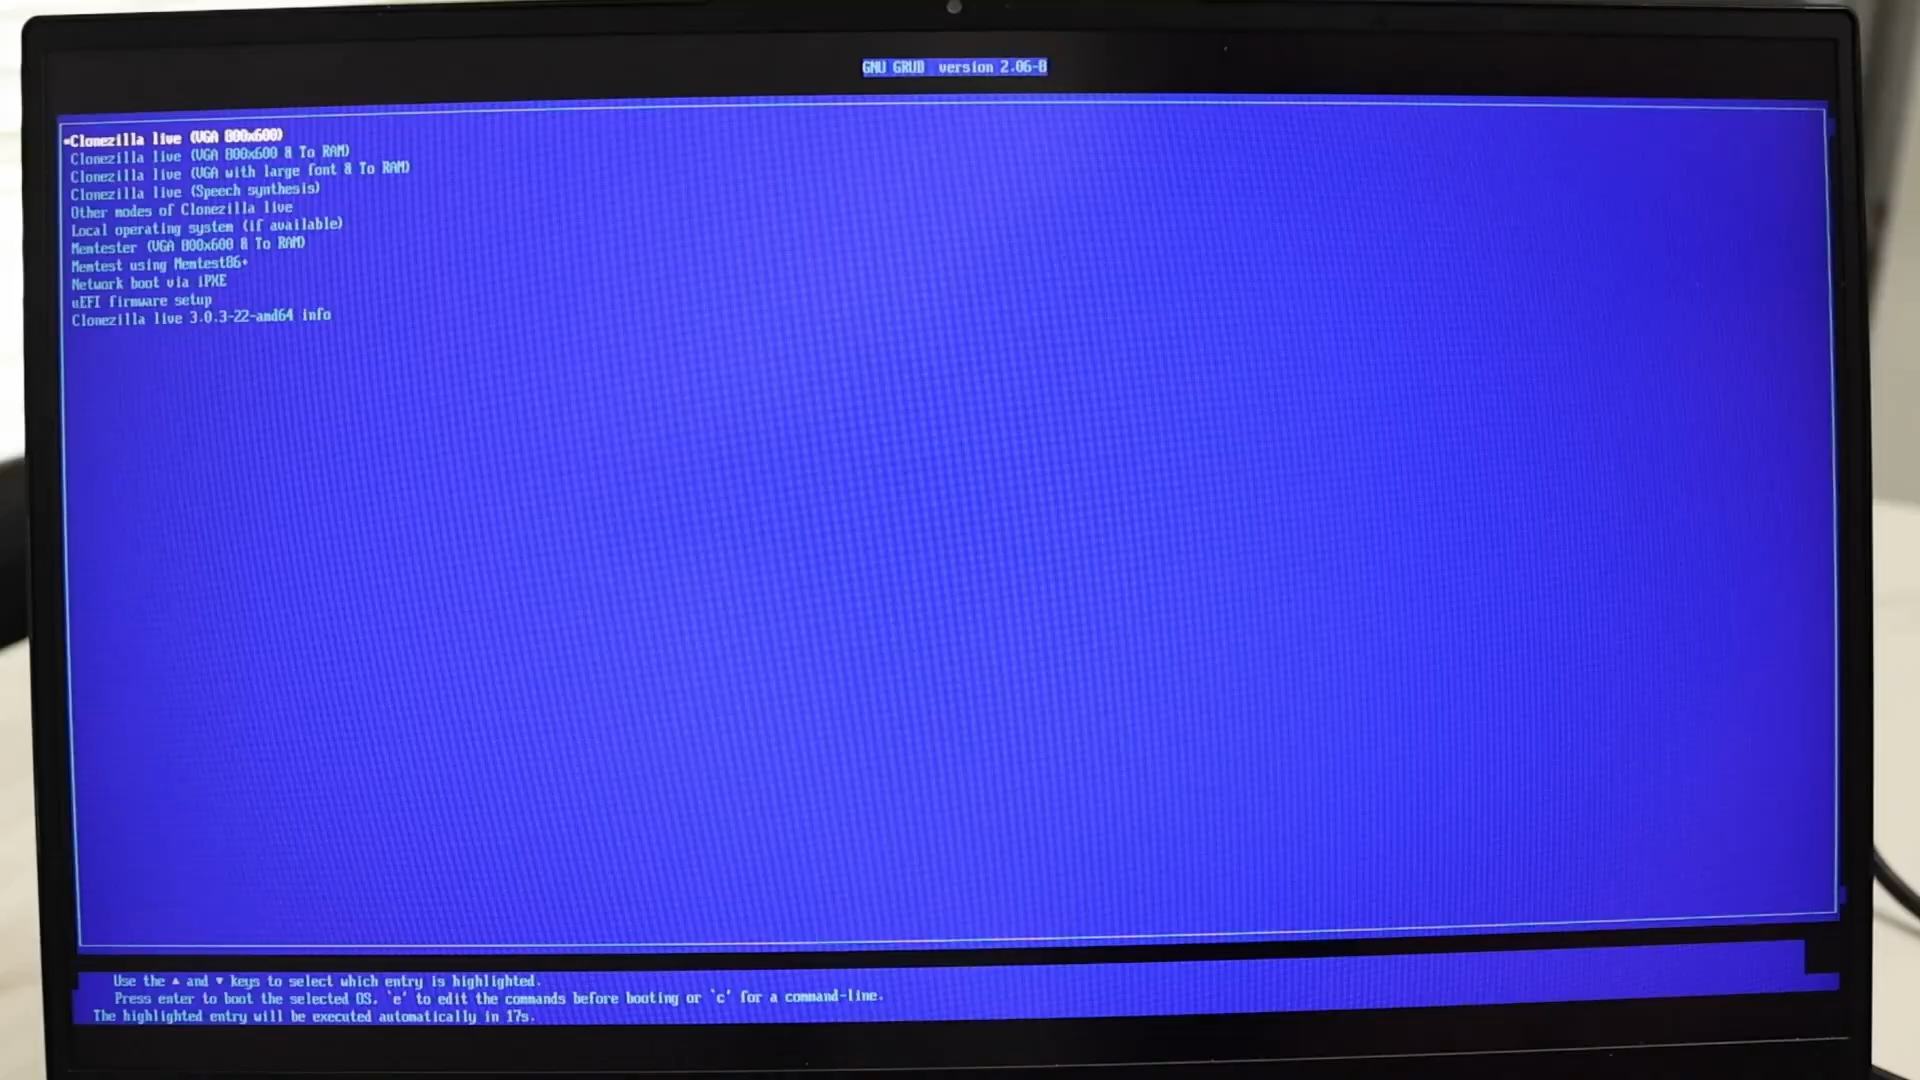 GNU GRUB  version 2.06-8
*Clonezilla live (VGA 800x600)
Clonezilla live (VGA 800x600 & To RAM)
Clonezilla live (VGA with large font & To RAM)
Clonezilla live (Speech synthesis)
Other modes of Clonezilla live
Local operating system (if available)
Memtester (VGA 800x600 & To RAM)
Memtest using Memtest86+
Network boot via iPXE
uEFI firmware setup
Clonezilla live 3.0.3-22-amd64 info
Use the ▲ and ▼ keys to select which entry is highlighted.
Press enter to boot the selected OS, `e' to edit the commands before booting or `c' for a command-line.
The highlighted entry will be executed automatically in 17s.